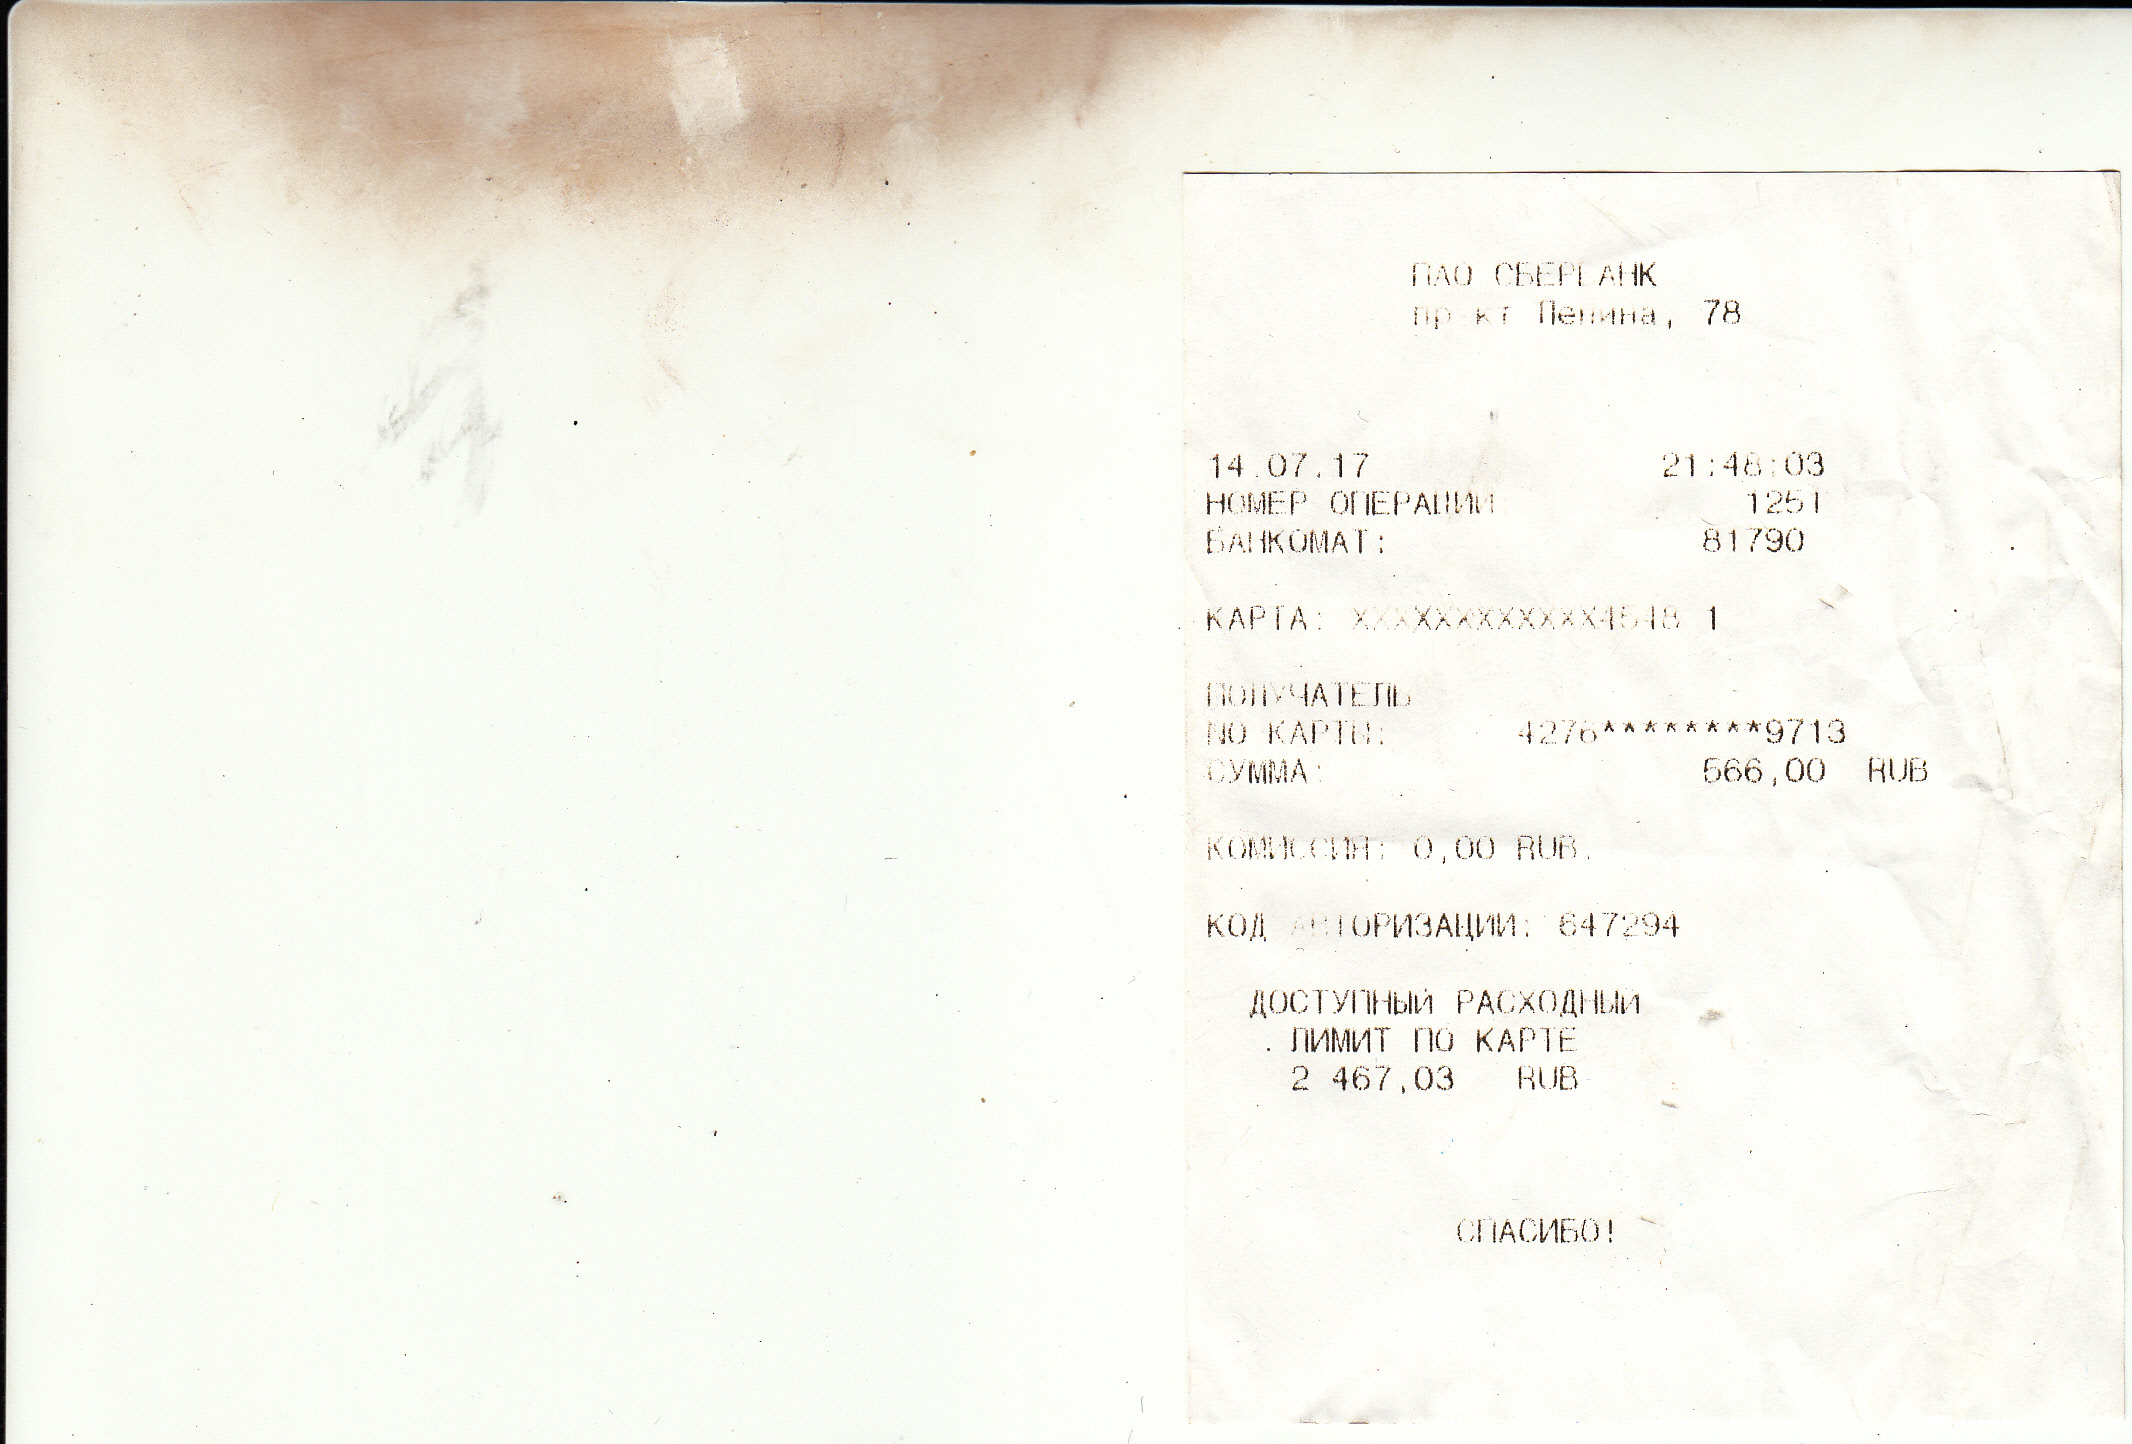 ПАО СБЕРБАНК
пр-кт Ленина, 78
14.07.17 21:48:03
НОМЕР ОПЕРАЦИИ 1251
БАНКОМАТ: 81790
КАРТА: XXXXXXXXXXXX4548 1
ПОЛУЧАТЕЛЬ
NO КАРТЫ: 4276********9713
СУММА: 566,00 RUB
КОМИССИЯ: 0,00 RUB.
КОД АВТОРИЗАЦИИ: 647294
ДОСТУПНЫЙ РАСХОДНЫЙ
ЛИМИТ ПО КАРТЕ
2 467,03 RUB
СПАСИБО!